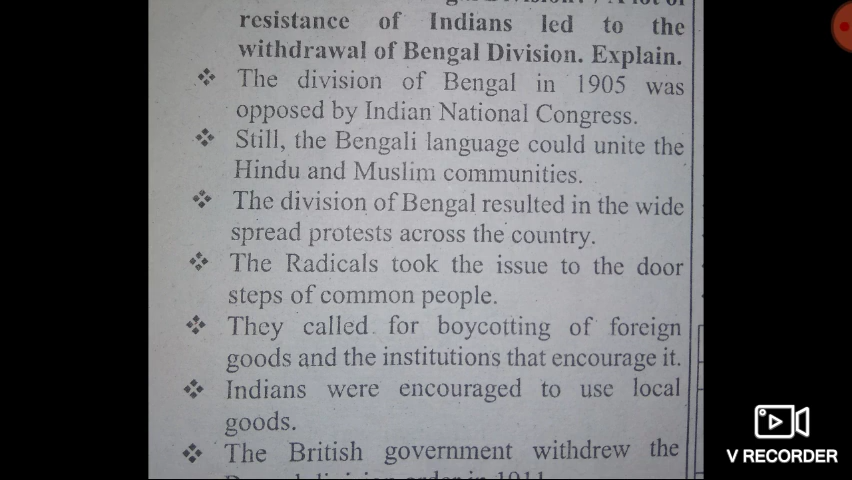 resistance of Indians led to the
withdrawal of Bengal Division. Explain.
❖ The division of Bengal in 1905 was
opposed by Indian National Congress.
❖ Still, the Bengali language could unite the
Hindu and Muslim communities.
❖ The division of Bengal resulted in the wide
spread protests across the country.
❖ The Radicals took the issue to the door
steps of common people.
❖ They called for boycotting of foreign
goods and the institutions that encourage it.
❖ Indians were encouraged to use local
goods.
❖ The British government withdrew the
V RECORDER